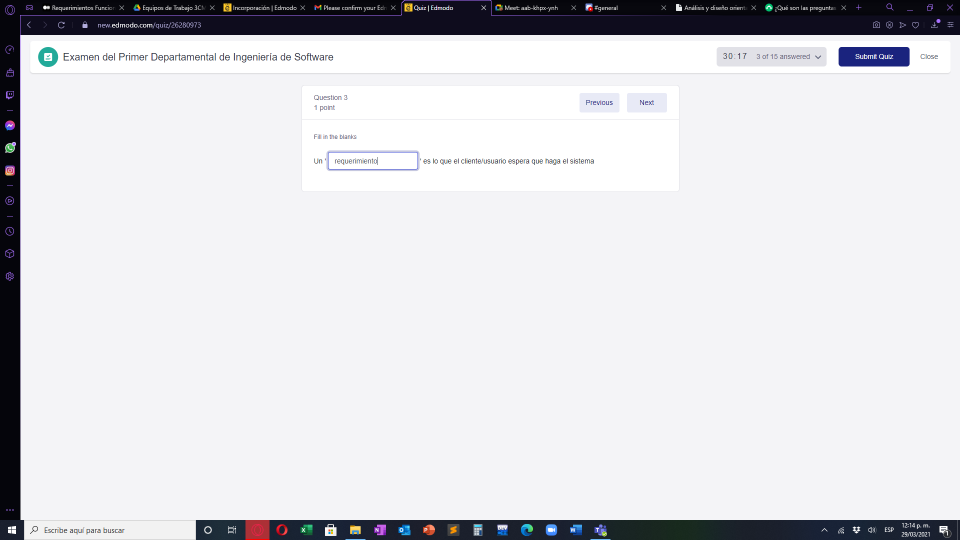 Requerimientos Funcion
Equipos de Trabajo 3CM
Incorporación | Edmodo
Please confirm your Edm
Quiz | Edmodo
Meet: aab-khpx-ynh
#general
Análisis y diseño orient
¿Qué son las pregunta
new.edmodo.com/quiz/26280973
Examen del Primer Departamental de Ingeniería de Software
30 : 17
3 of 15 answered
Submit Quiz
Close
Question 3
1 point
Previous
Next
Fill in the blanks
Un ' requerimiento ' es lo que el cliente/usuario espera que haga el sistema
Escribe aquí para buscar
ESP
12:14 p. m.
29/03/2021